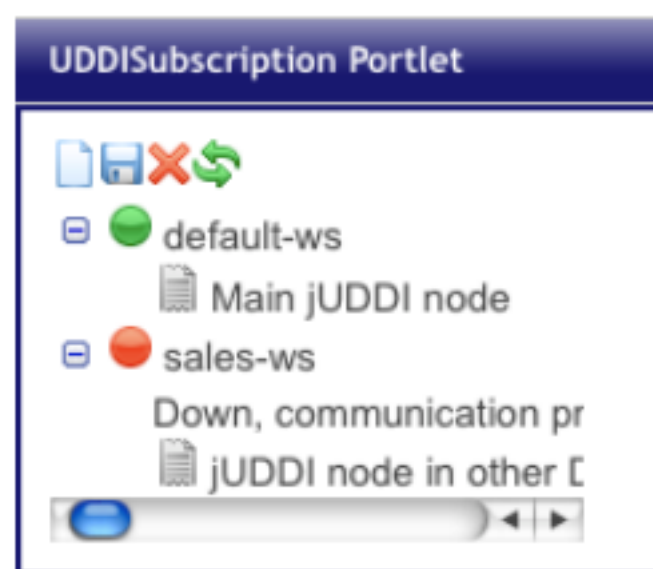 UDDISubscription Portlet
default-ws
Main jUDDI node
sales-ws
Down, communication pr
jUDDI node in other